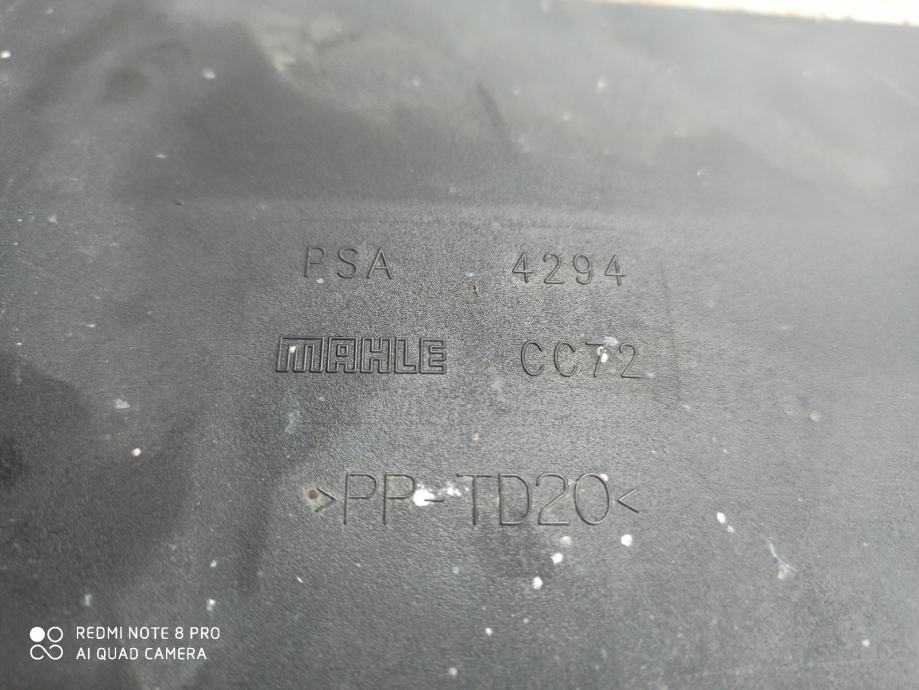 PSA 4294
MAHLE CC72
>PP-TD20<
REDMI NOTE 8 PRO
AI QUAD CAMERA